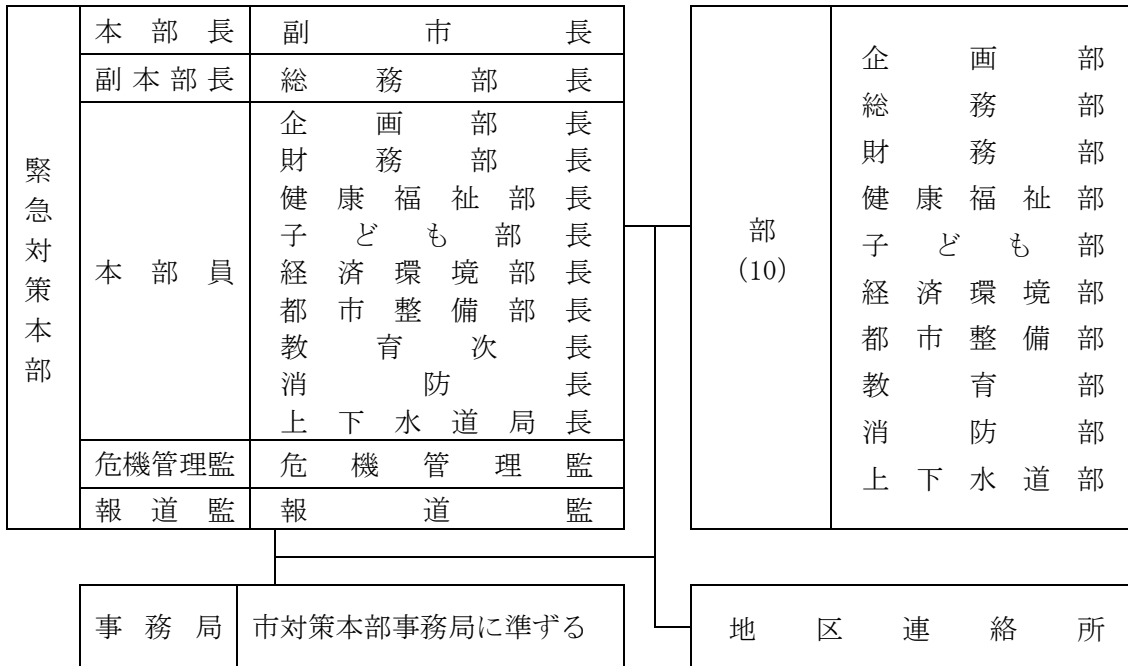 緊急対策本部
本部長 副市長
副本部長 総務部長
本部員
企画部長
財務部長
健康福祉部長
子ども部長
経済環境部長
都市整備部長
教育次長
消防長
上下水道局長
危機管理監 危機管理監
報道監 報道監
部
(10)
企画部
総務部
財務部
健康福祉部
子ども部
経済環境部
都市整備部
教育部
消防部
上下水道部
事務局 市対策本部事務局に準ずる
地区連絡所